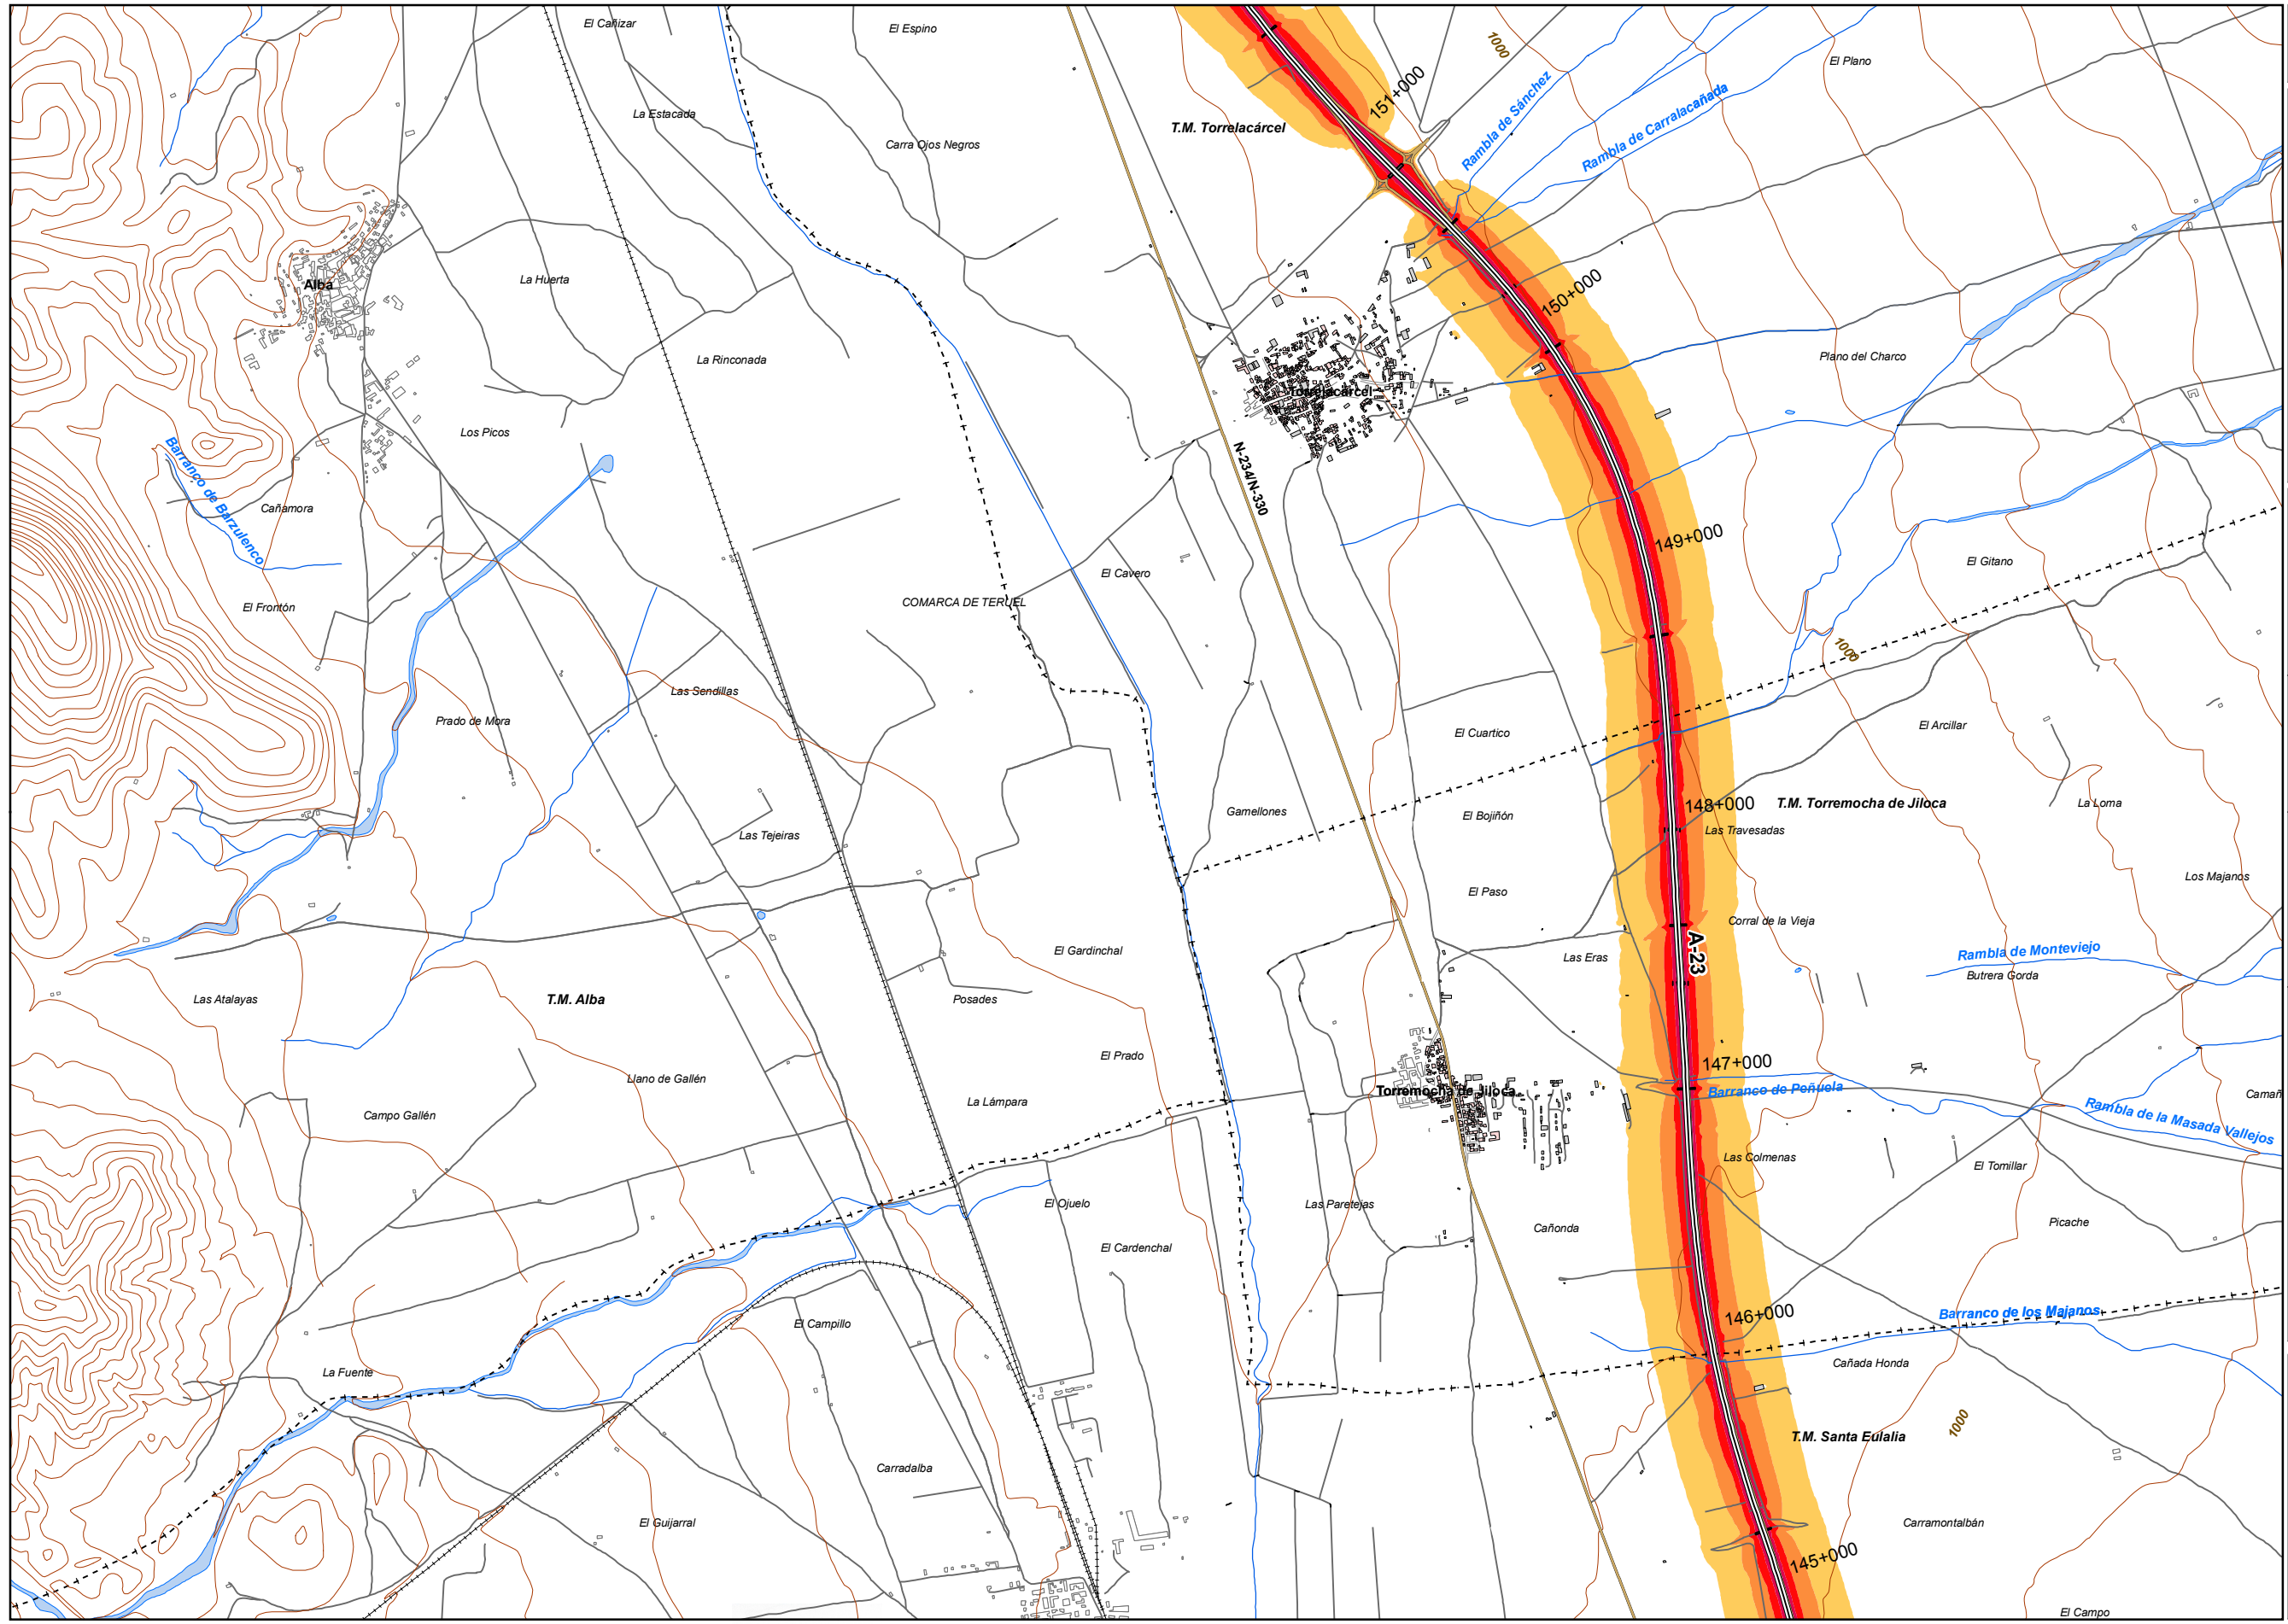 El Cañizar
El Espino
1000
El Plano
151+000
Rambla de Sánchez
Rambla de Carralacañada
La Estacada
T.M. Torrelacárcel
Carra Ojos Negros
Alba
La Huerta
150+000
La Rinconada
Plano del Charco
Torrelacárcel
Los Picos
N-234/N-330
Barranco de Barzulenco
Cañamora
149+000
El Gitano
El Cavero
COMARCA DE TERUEL
El Frontón
1000
Las Sendillas
Prado de Mora
El Cuartico
El Arcillar
148+000
T.M. Torremocha de Jiloca
La Loma
Gamellones
El Bojiñón
Las Travesadas
Las Tejeiras
Los Majanos
El Paso
Corral de la Vieja
A-23
El Gardinchal
Las Eras
Rambla de Monteviejo
Butrera Gorda
Las Atalayas
T.M. Alba
Posades
El Prado
147+000
Llano de Gallén
Torremocha de Jiloca
Barranco de Peñuela
Camañ
La Lámpara
Campo Gallén
Rambla de la Masada Vallejos
Las Colmenas
El Tomillar
El Ojuelo
Las Paretejas
Cañonda
Picache
El Cardenchal
146+000
Barranco de los Majanos
El Campillo
La Fuente
Cañada Honda
1000
T.M. Santa Eulalia
Carradalba
El Guijarral
Carramontalbán
145+000
El Campo